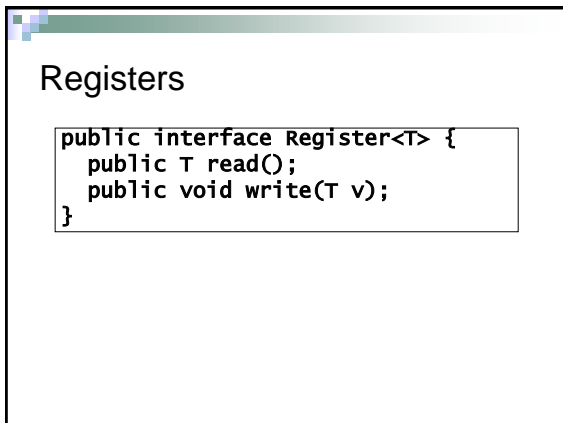 Registers
public interface Register<T> {
  public T read();
  public void write(T v);
}